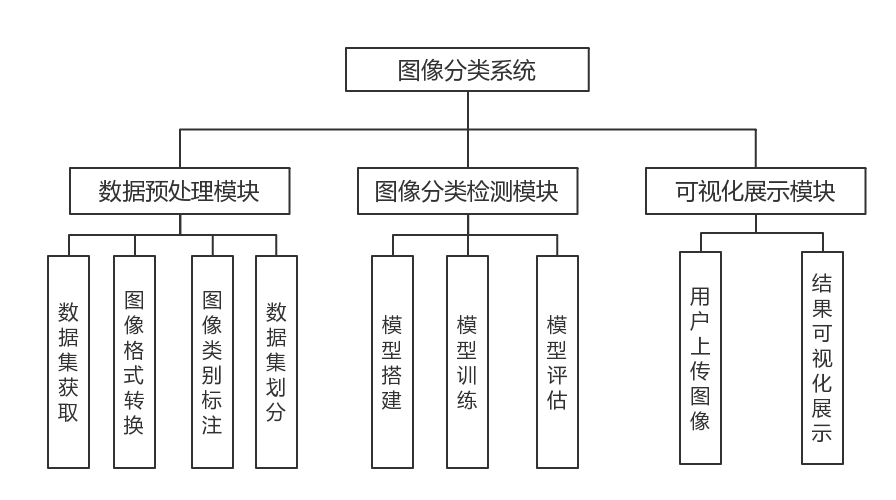 图像分类系统
数据预处理模块
图像分类检测模块
可视化展示模块
数据集获取
图像格式转换
图像类别标注
数据集划分
模型搭建
模型训练
模型评估
用户上传图像
结果可视化展示